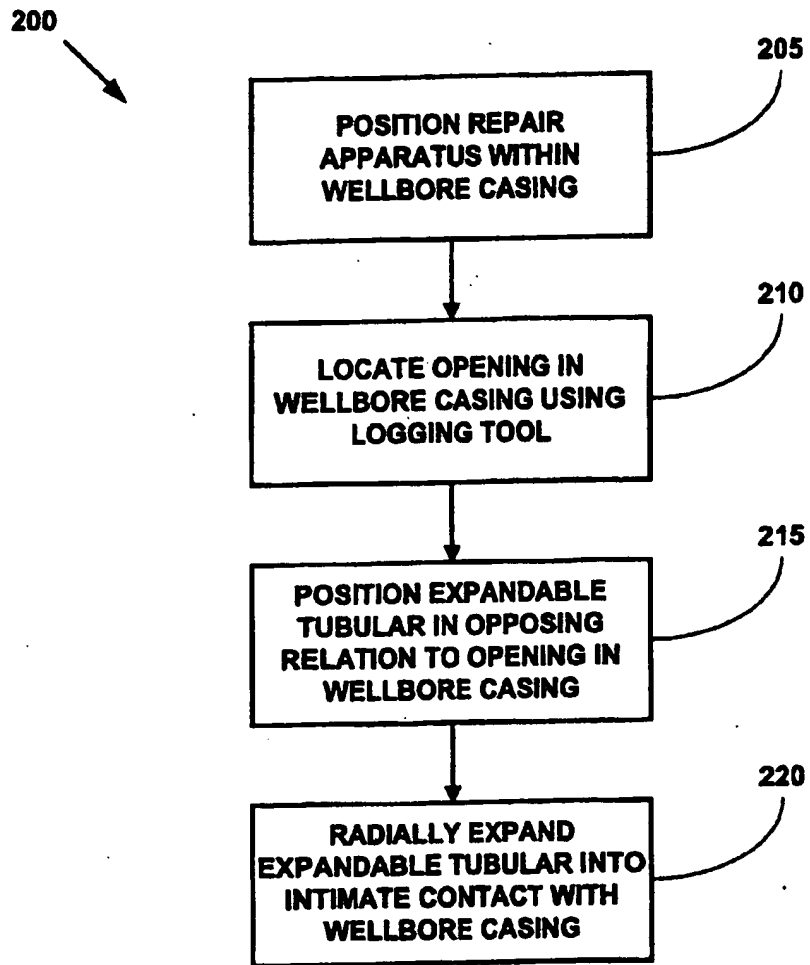 200
205
POSITION REPAIR
APPARATUS WITHIN
WELLBORE CASING
210
LOCATE OPENING IN
WELLBORE CASING USING
LOGGING TOOL
215
POSITION EXPANDABLE
TUBULAR IN OPPOSING
RELATION TO OPENING IN
WELLBORE CASING
220
RADIALLY EXPAND
EXPANDABLE TUBULAR INTO
INTIMATE CONTACT WITH
WELLBORE CASING